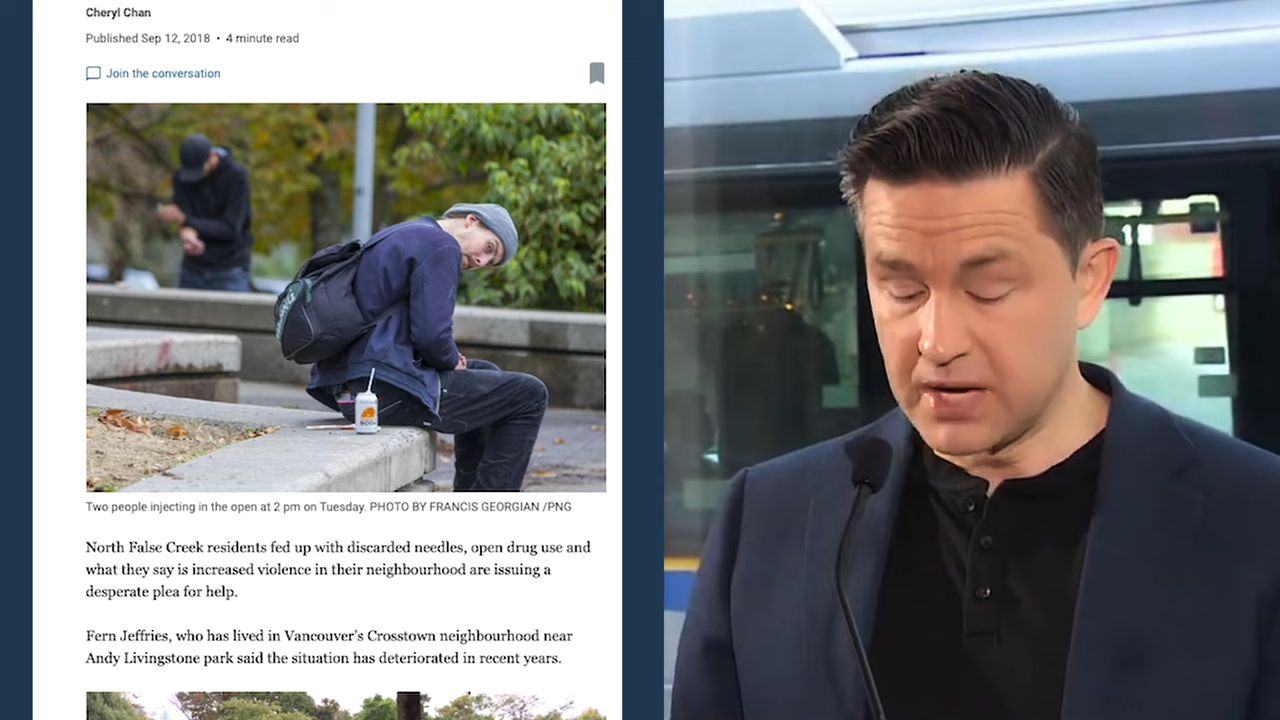 Cheryl Chan
Published Sep 12, 2018 • 4 minute read
Join the conversation
Two people injecting in the open at 2 pm on Tuesday. PHOTO BY FRANCIS GEORGIAN /PNG
North False Creek residents fed up with discarded needles, open drug use and
what they say is increased violence in their neighbourhood are issuing a
desperate plea for help.
Fern Jeffries, who has lived in Vancouver’s Crosstown neighbourhood near
Andy Livingstone park said the situation has deteriorated in recent years.